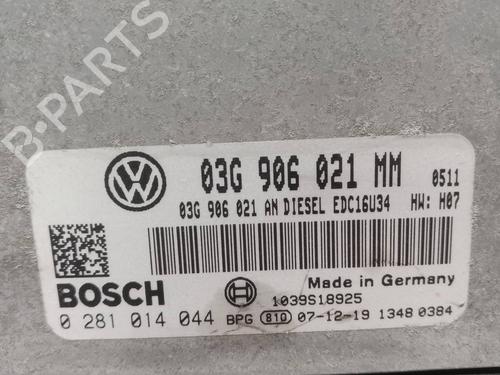 B-PARTS
03G 906 021 MM 0511
03G 906 021 AN DIESEL EDC16U34 HW: H07
Made in Germany
BOSCH 1039S18925
0 281 014 044 BPG 810 07-12-19 1348 0384